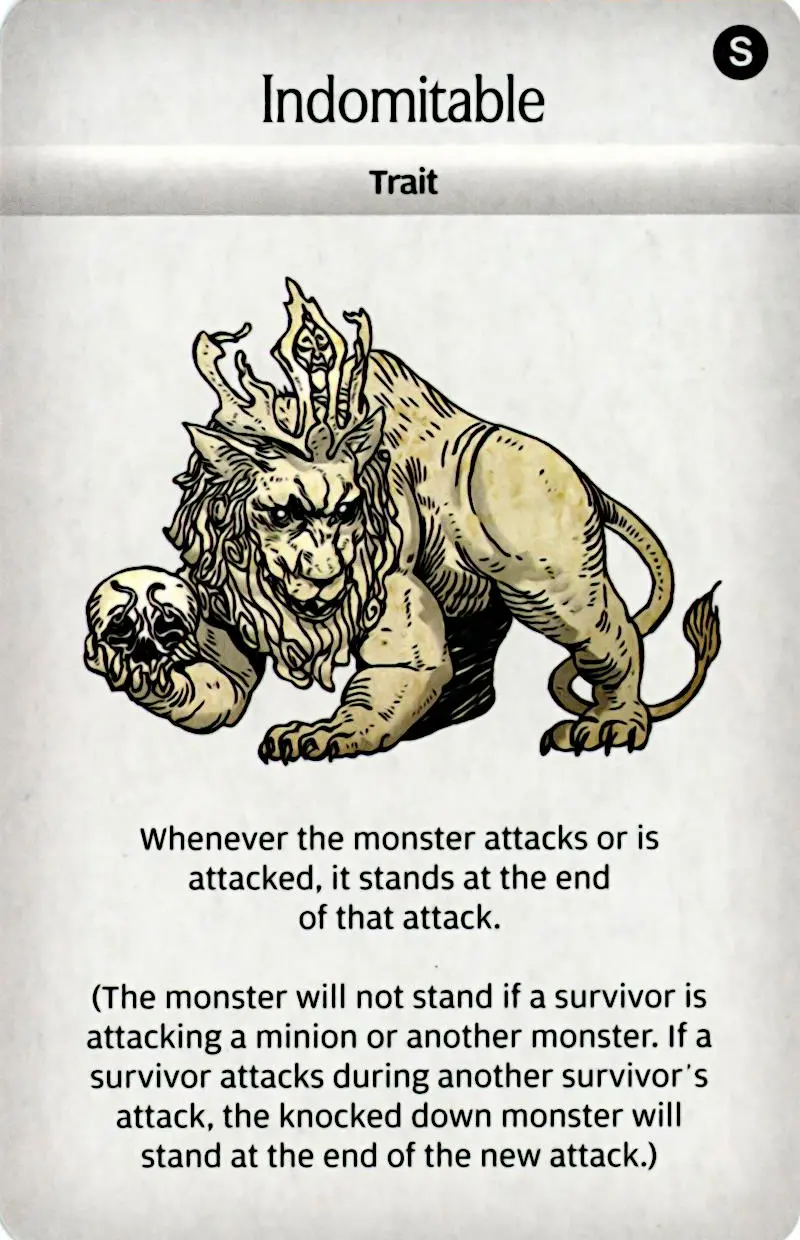 S
Indomitable
Trait
Whenever the monster attacks or is
attacked, it stands at the end
of that attack.
(The monster will not stand if a survivor is
attacking a minion or another monster. If a
survivor attacks during another survivor's
attack, the knocked down monster will
stand at the end of the new attack.)